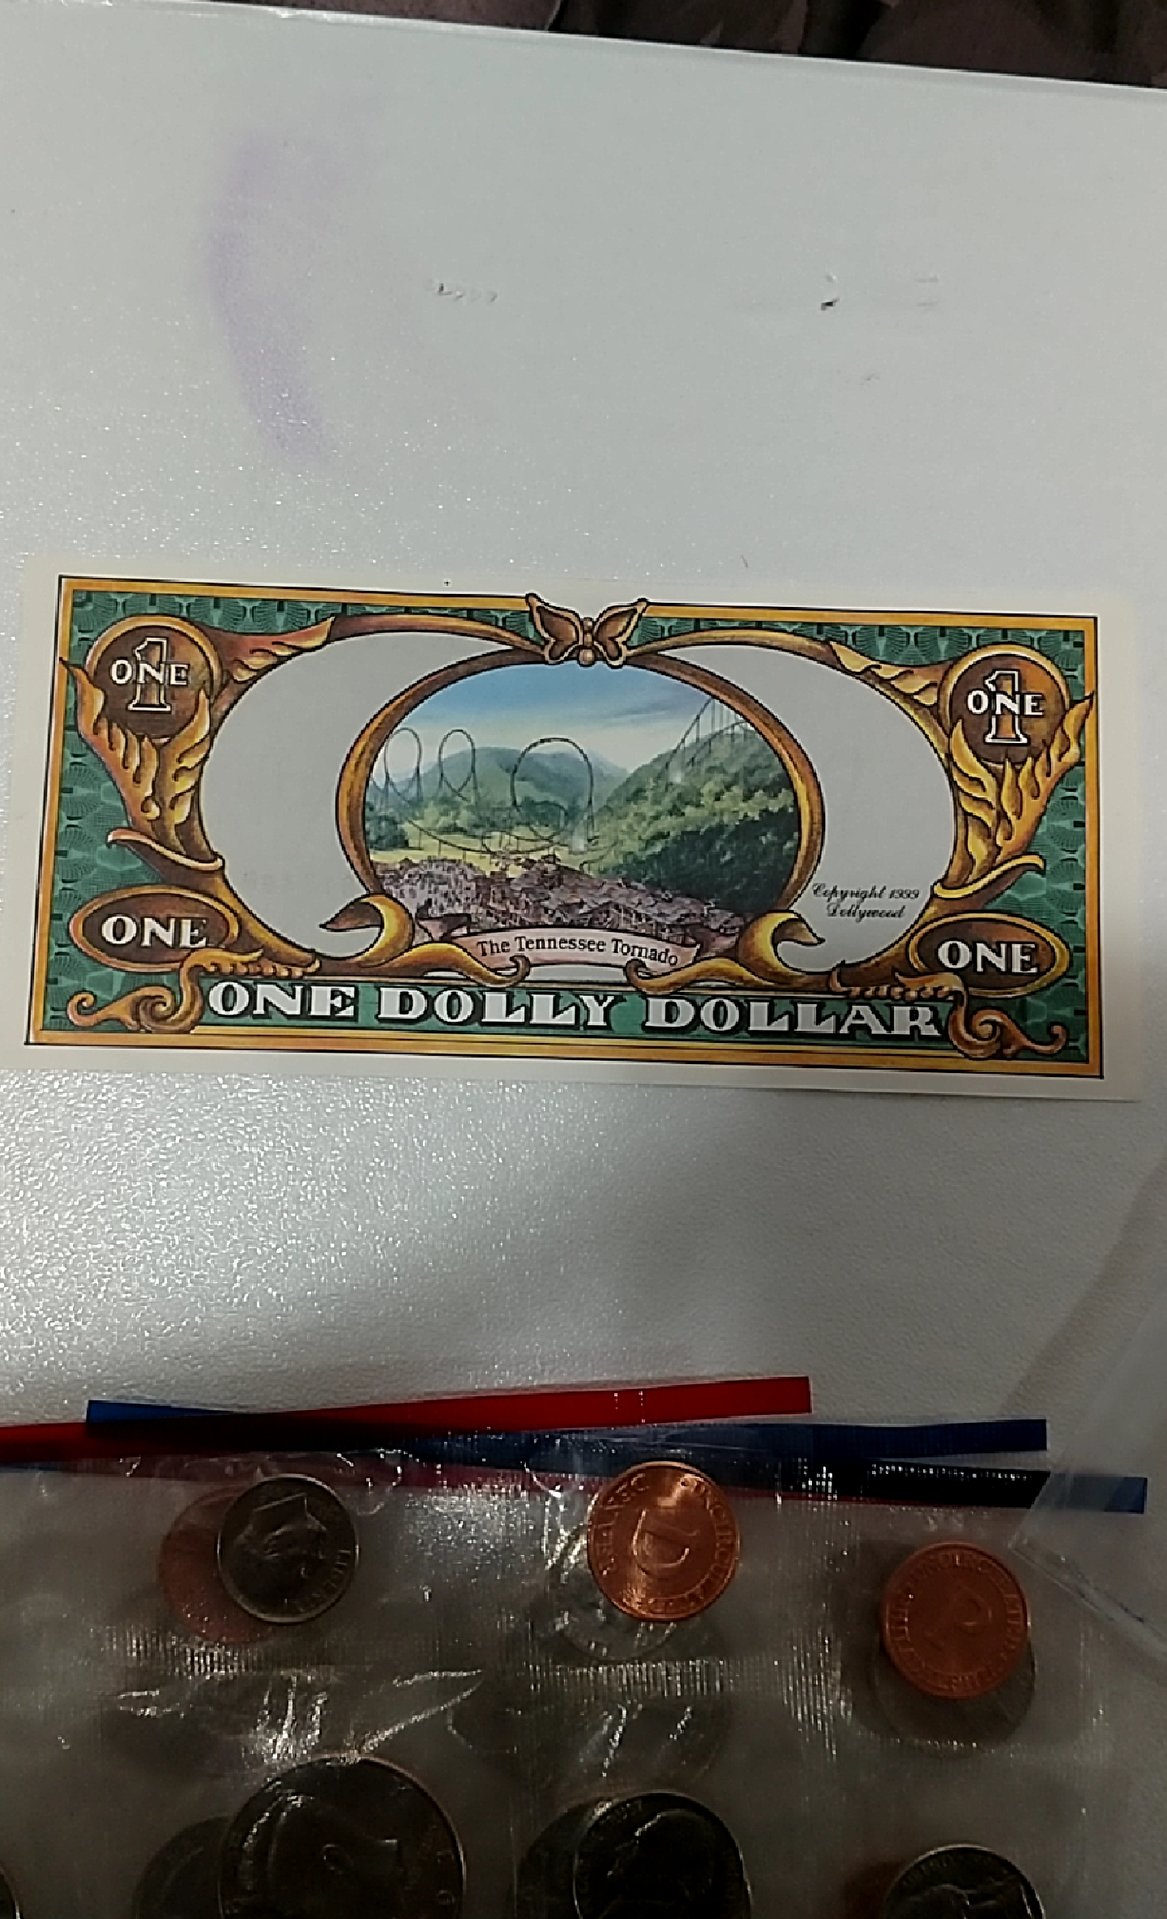 1
ONE
1
ONE
Copyright 1999
Dollywood
ONE
The Tennessee Tornado
ONE
ONE DOLLY DOLLAR